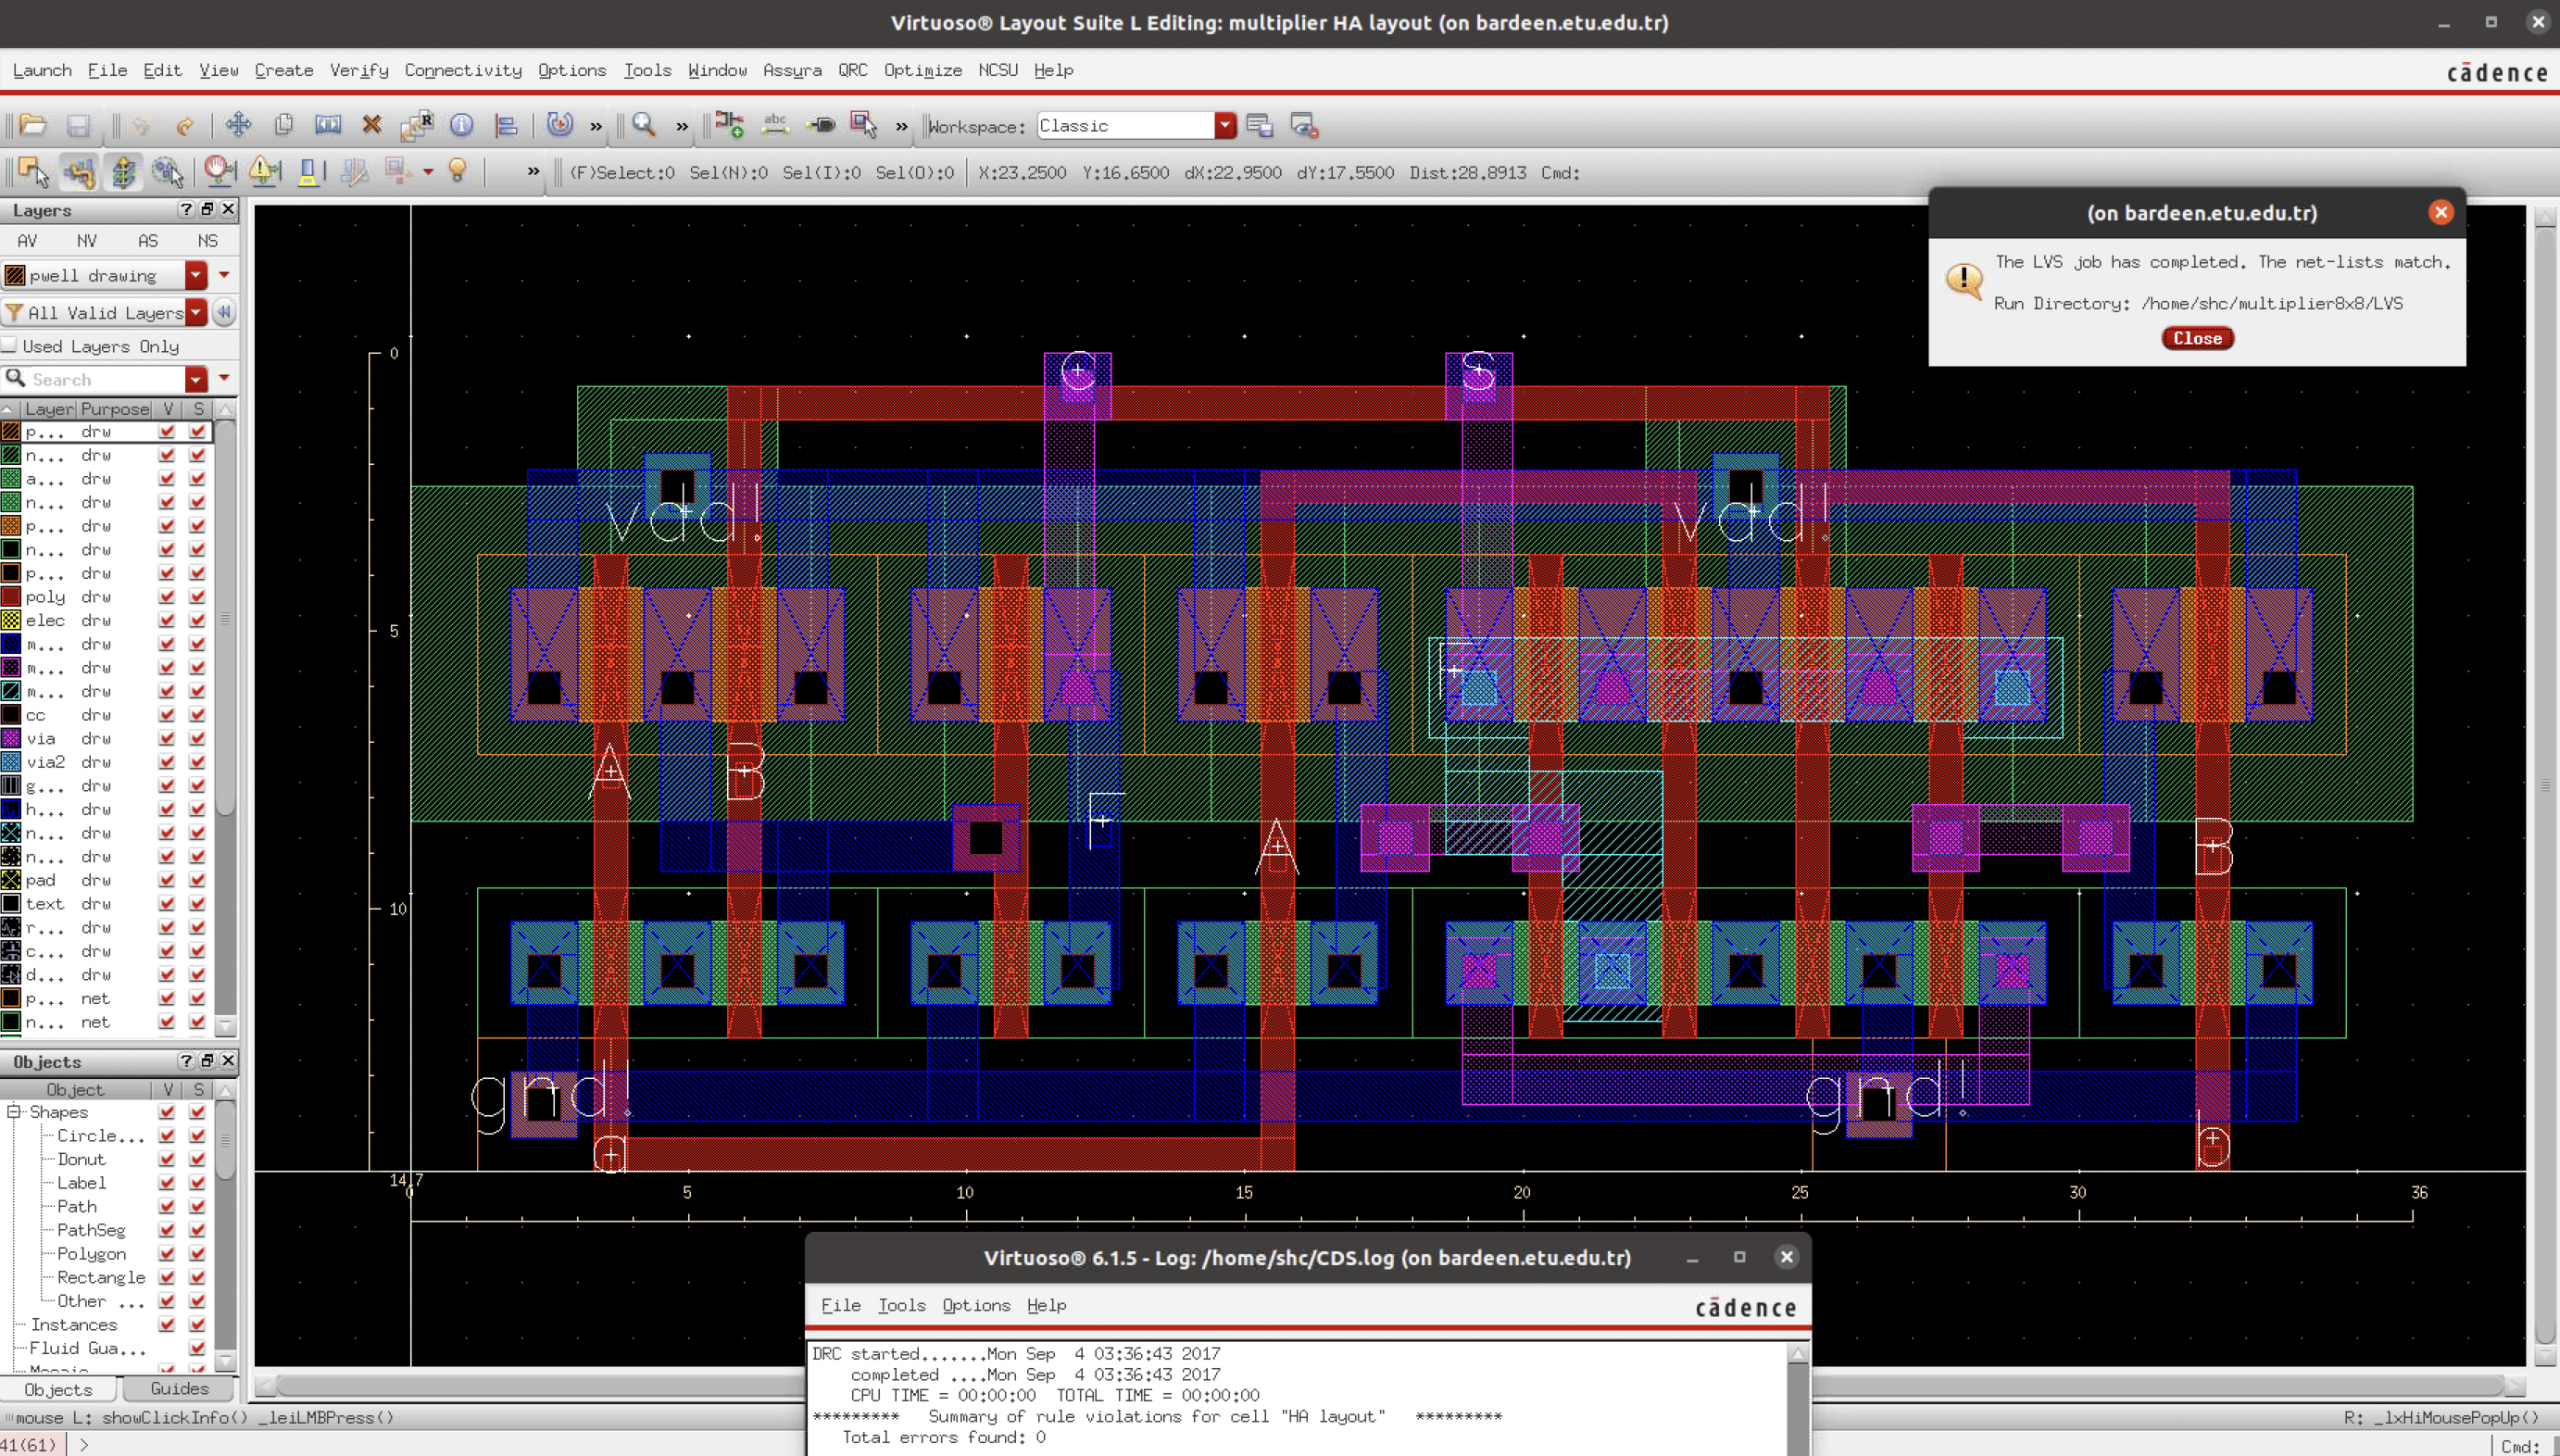 Virtuoso® Layout Suite L Editing: multiplier HA layout (on bardeen.etu.edu.tr)
Launch File Edit View Create Verify Connectivity Options Tools Window Assura QRC Optimize NCSU Help
cādence
R
abc
» » » Workspace: Classic
» (F)Select:0 Sel(N):0 Sel(I):0 Sel(O):0 X:23.2500 Y:16.6500 dX:22.9500 dY:17.5500 Dist:28.8913 Cmd:
Layers
AV NV AS NS
pwell drawing
All Valid Layers
Used Layers Only
Search
Layer Purpose V S
p... drw
n... drw
a... drw
n... drw
p... drw
n... drw
p... drw
poly drw
elec drw
m... drw
m... drw
m... drw
cc drw
via drw
via2 drw
g... drw
h... drw
n... drw
n... drw
pad drw
text drw
r... drw
c... drw
d... drw
p... net
n... net
Objects
Object V S
Shapes
Circle...
Donut
Label
Path
PathSeg
Polygon
Rectangle
Other ...
Instances
Fluid Gua...
Mosaic
Objects Guides
(on bardeen.etu.edu.tr)
The LVS job has completed. The net-lists match.
Run Directory: /home/shc/multiplier8x8/LVS
Close
0
C S
vdd! vdd!
5
F
A B
F
A B
10
gnd! gnd!
a b
14.7
0 5 10 15 20 25 30 36
Virtuoso® 6.1.5 - Log: /home/shc/CDS.log (on bardeen.etu.edu.tr)
File Tools Options Help
cādence
DRC started.......Mon Sep 4 03:36:43 2017
completed ....Mon Sep 4 03:36:43 2017
CPU TIME = 00:00:00 TOTAL TIME = 00:00:00
********* Summary of rule violations for cell "HA layout" *********
Total errors found: 0
mouse L: showClickInfo() _leiLMBPress()
R: _lxHiMousePopUp()
41(61) >
Cmd: